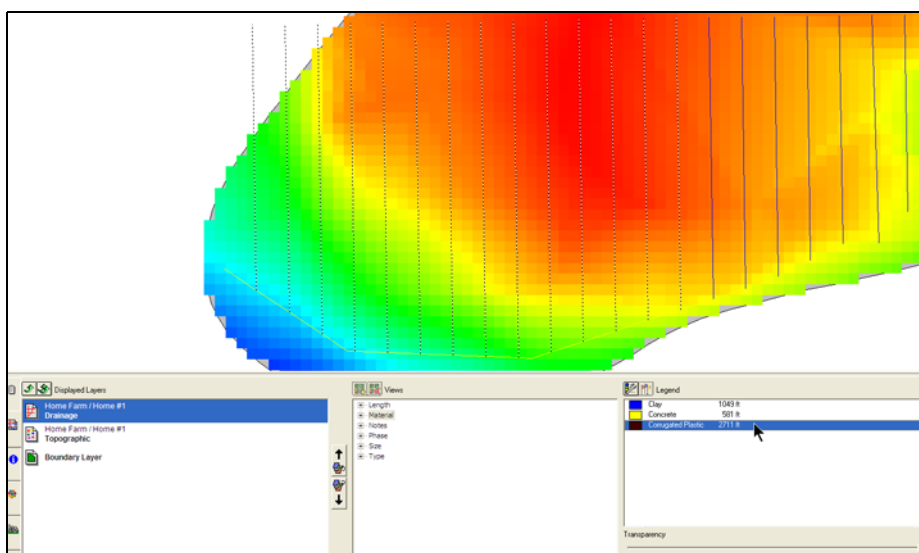 Displayed Layers
Home Farm / Home #1
Drainage
Home Farm / Home #1
Topographic
Boundary Layer
Views
Length
Material
Notes
Phase
Size
Type
Legend
Clay 1049 ft
Concrete 581 ft
Corrugated Plastic 2711 ft
Transparency